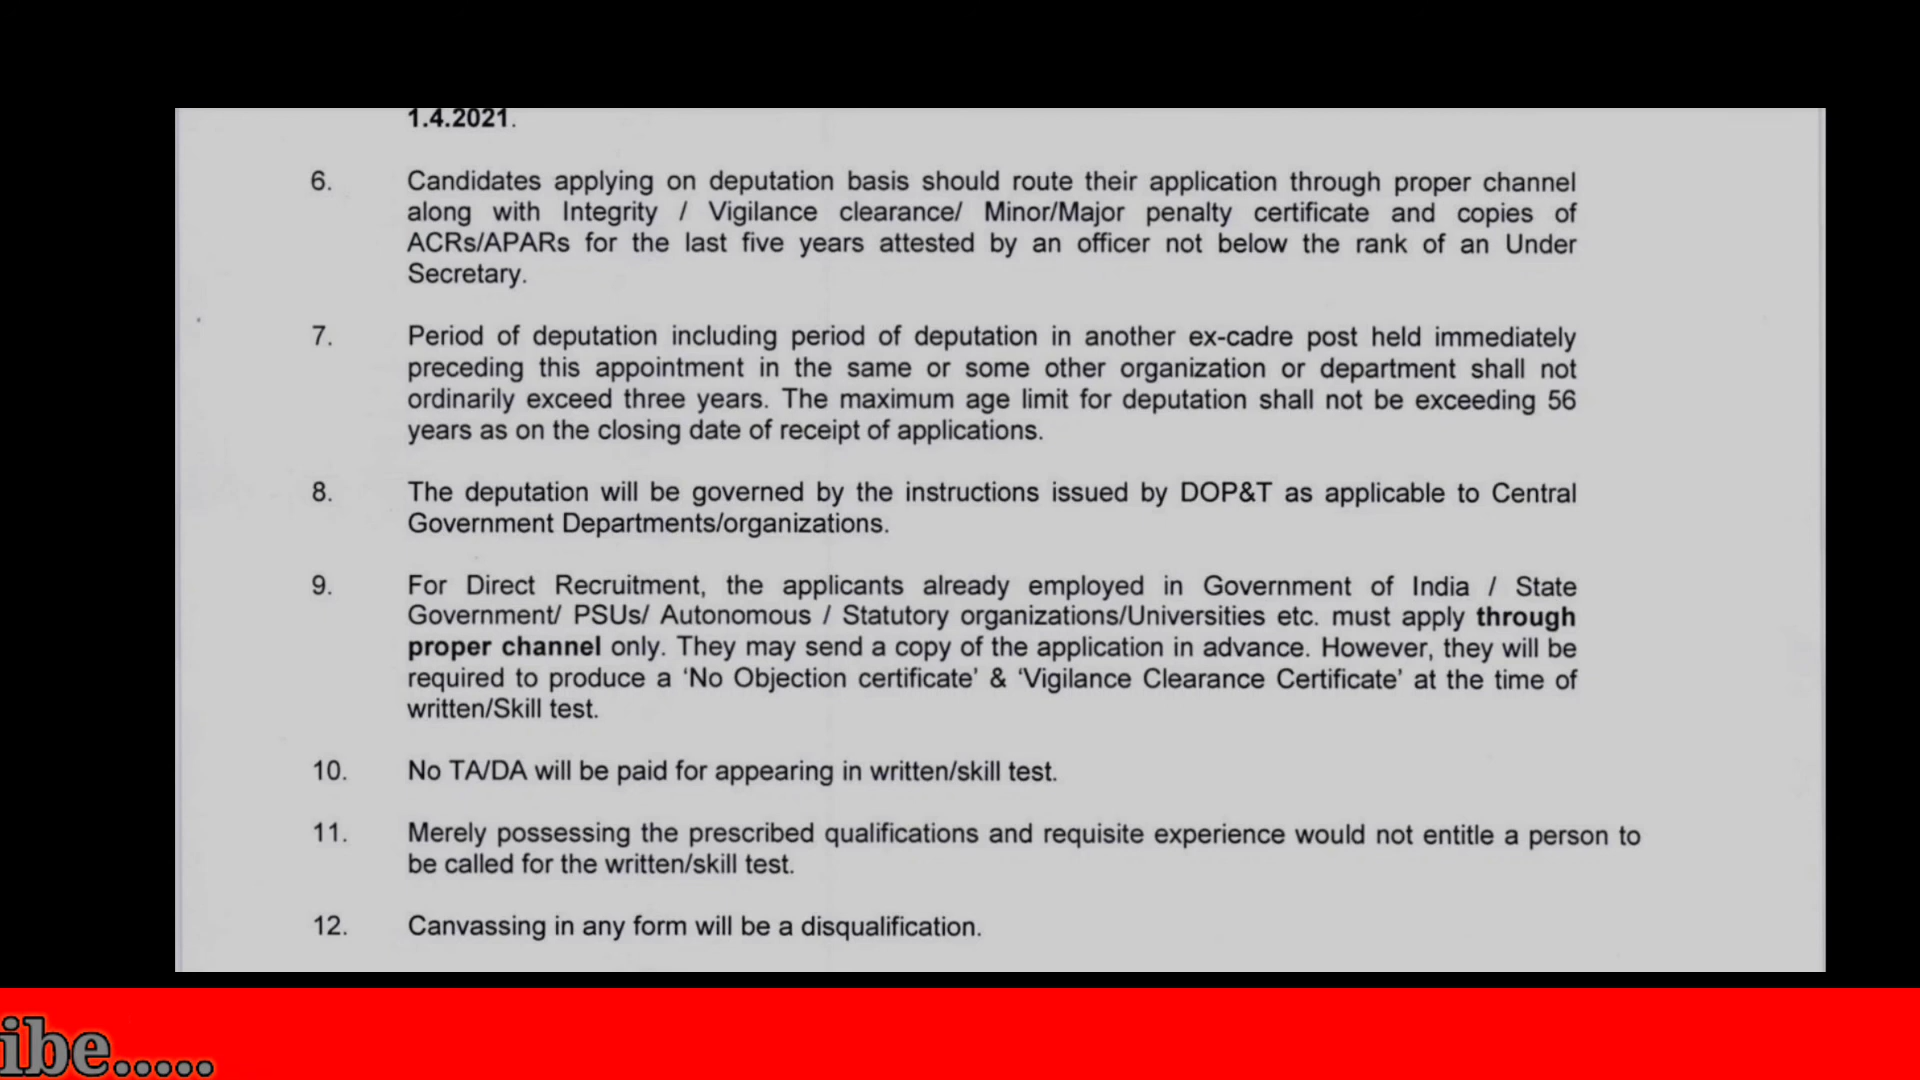 1.4.2021.
6. Candidates applying on deputation basis should route their application through proper channel
along with Integrity / Vigilance clearance/ Minor/Major penalty certificate and copies of
ACRs/APARs for the last five years attested by an officer not below the rank of an Under
Secretary.
7. Period of deputation including period of deputation in another ex-cadre post held immediately
preceding this appointment in the same or some other organization or department shall not
ordinarily exceed three years. The maximum age limit for deputation shall not be exceeding 56
years as on the closing date of receipt of applications.
8. The deputation will be governed by the instructions issued by DOP&T as applicable to Central
Government Departments/organizations.
9. For Direct Recruitment, the applicants already employed in Government of India / State
Government/ PSUs/ Autonomous / Statutory organizations/Universities etc. must apply through
proper channel only. They may send a copy of the application in advance. However, they will be
required to produce a ‘No Objection certificate’ & ‘Vigilance Clearance Certificate’ at the time of
written/Skill test.
10. No TA/DA will be paid for appearing in written/skill test.
11. Merely possessing the prescribed qualifications and requisite experience would not entitle a person to
be called for the written/skill test.
12. Canvassing in any form will be a disqualification.
ibe.....